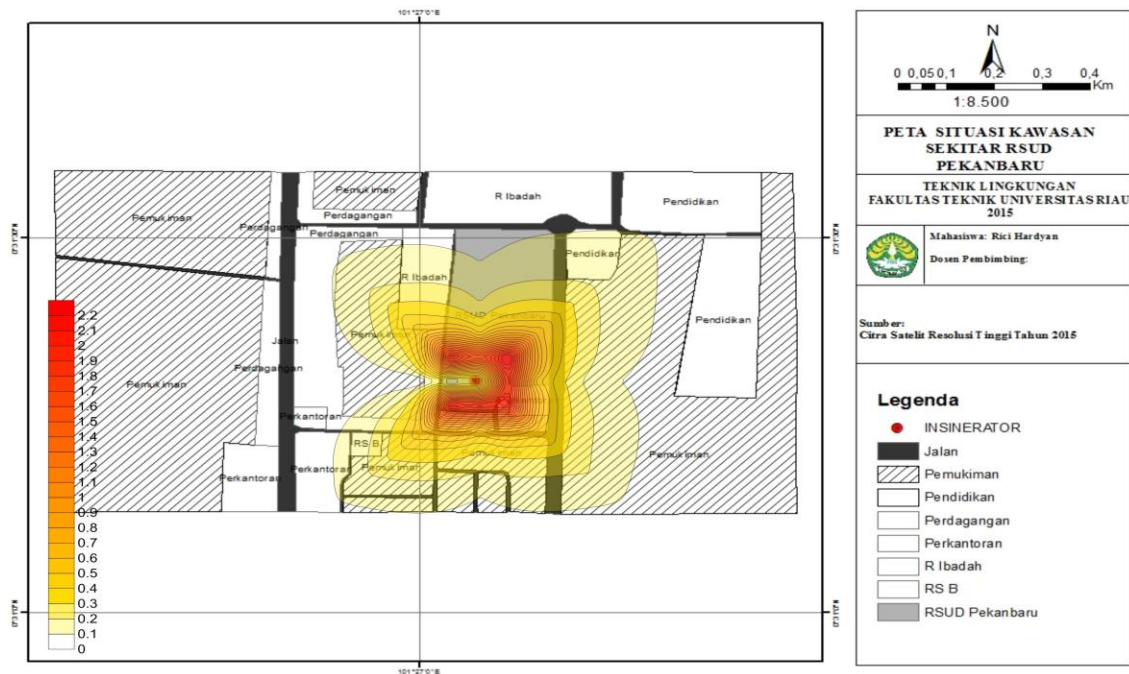 101°27'0"E
N
0 0,05 0,1 0,2 0,3 0,4
Km
1:8.500
PETA SITUASI KAWASAN
SEKITAR RSUD
PEKANBARU
TEKNIK LINGKUNGAN
FAKULTAS TEKNIK UNIVERSITAS RIAU
2015
Mahasiswa: Rici Hardyan
Dosen Pembimbing:
Sumber:
Citra Satelit Resolusi Tinggi Tahun 2015
Legenda
INSINERATOR
Jalan
Pemukiman
Pendidikan
Perdagangan
Perkantoran
R Ibadah
RS B
RSUD Pekanbaru
Pemukiman
R Ibadah
Pendidikan
Pemukiman
Perdagangan
Perdagangan
Perdagangan
Pendidikan
R Ibadah
RSUD Pekanbaru
Pendidikan
Jalan
Pemukiman
Perdagangan
Pemukiman
Perkantoran
RS B
Pemukiman
Pemukiman
Perkantoran
Pemukiman
Perkantoran
2.2
2.1
2
1.9
1.8
1.7
1.6
1.5
1.4
1.3
1.2
1.1
1
0.9
0.8
0.7
0.6
0.5
0.4
0.3
0.2
0.1
0
101°27'0"E